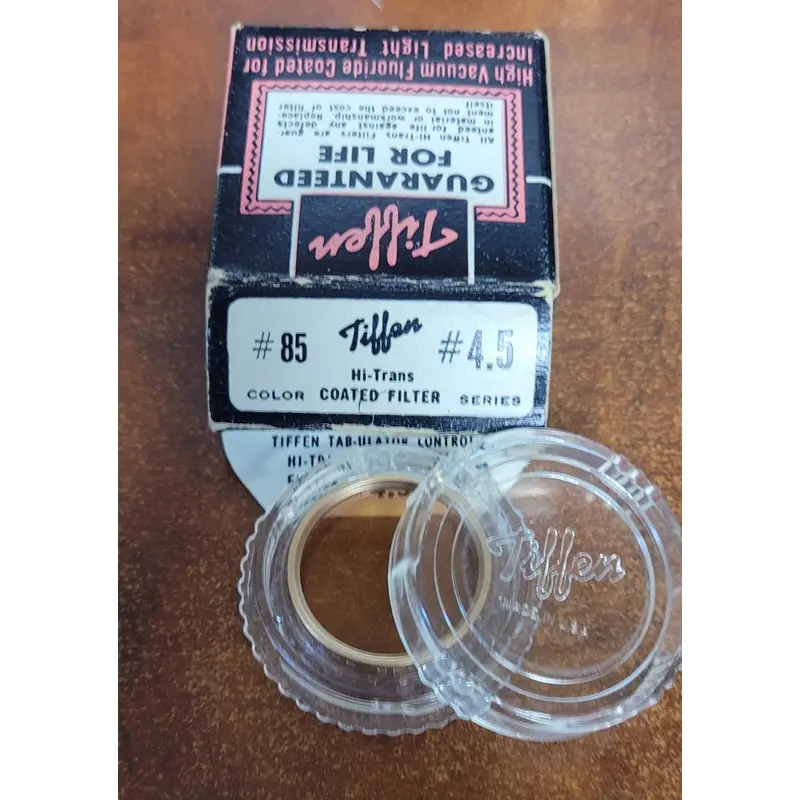 Tiffen
GUARANTEED
FOR LIFE
All Tiffen Hi-Trans Filters are guar-
anteed for life against any defects
in material or workmanship. Replace-
ment not to exceed the cost of filter
itself
High Vacuum Fluoride Coated for
Increased Light Transmission
# 85 Tiffen # 4.5
Hi-Trans
COLOR COATED FILTER SERIES
TIFFEN TAB-ULATOR CONTROL
Tiffen
MADE IN U.S.A.